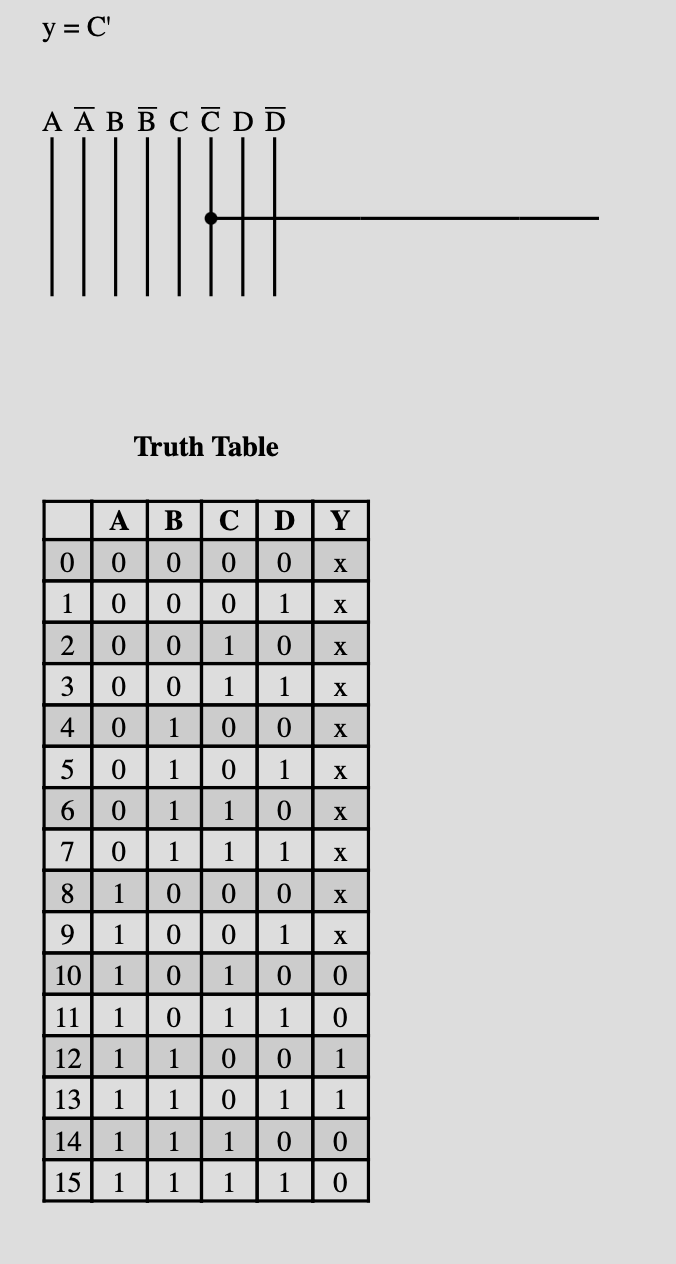 y = C'
A A̅ B B̅ C C̅ D D̅
Truth Table
A B C D Y
0 0 0 0 0 x
1 0 0 0 1 x
2 0 0 1 0 x
3 0 0 1 1 x
4 0 1 0 0 x
5 0 1 0 1 x
6 0 1 1 0 x
7 0 1 1 1 x
8 1 0 0 0 x
9 1 0 0 1 x
10 1 0 1 0 0
11 1 0 1 1 0
12 1 1 0 0 1
13 1 1 0 1 1
14 1 1 1 0 0
15 1 1 1 1 0